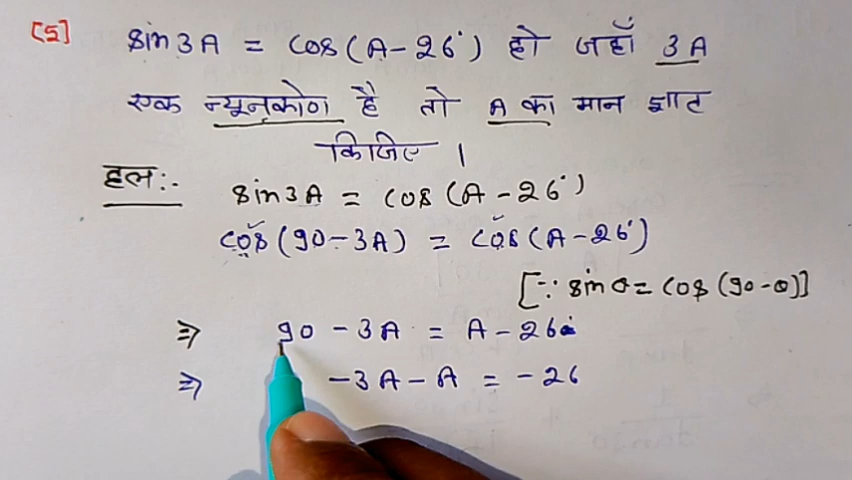 [5] sin 3A = cos (A - 26°) हो जहाँ 3A
एक न्यूनकोण है तो A का मान ज्ञात
किजिए ।
हल:-
sin 3A = cos (A - 26°)
cos (90 - 3A) = cos (A - 26°)
[∵ sin θ = cos (90 - θ)]
⇒ 90 - 3A = A - 26°
⇒ - 3A - A = - 26